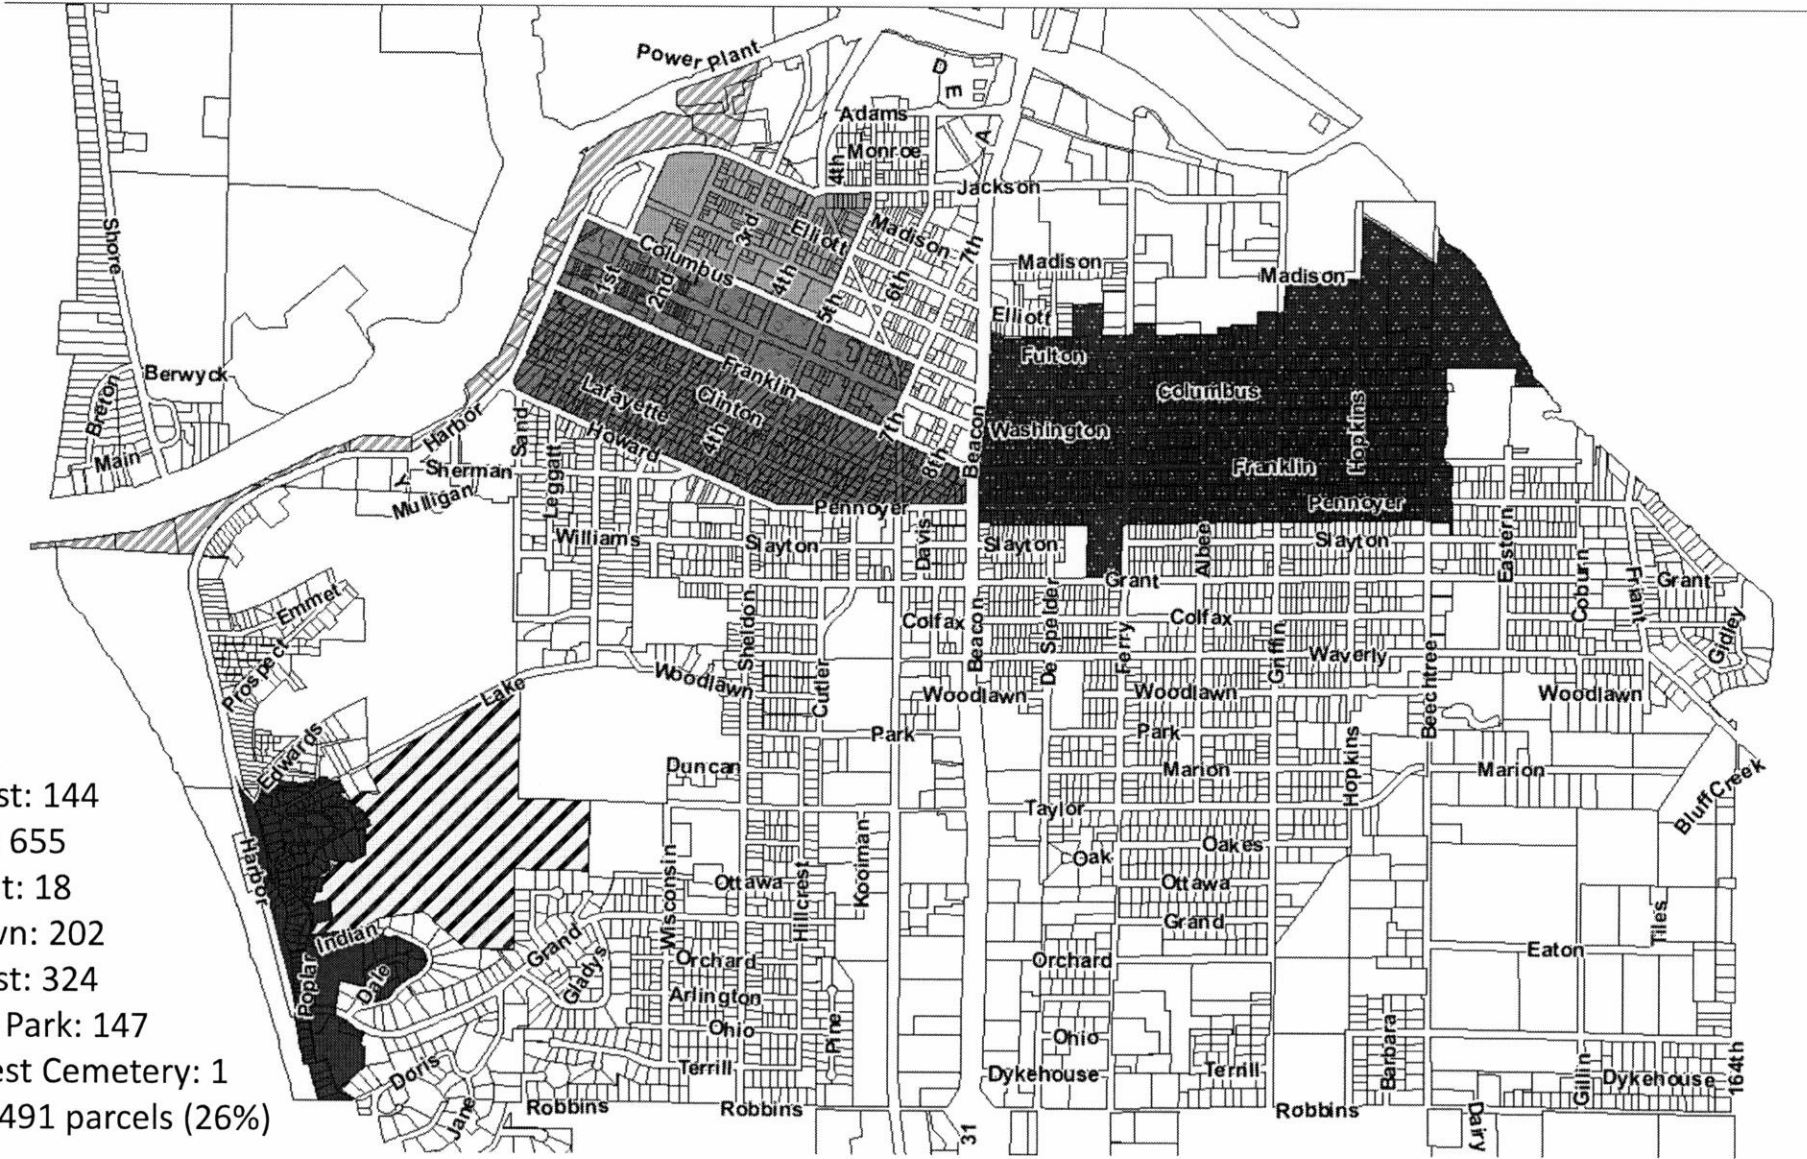 Power Plant
D
E
Adams
A
Monroe
4th
Jackson
Shore
3rd
Elliott
Madison
7th
Columbus
Madison
Madison
1st
2nd
4th
5th
6th
Elliott
Fulton
Berwyck
Breton
Franklin
Columbus
Lafayette
Clinton
Hopkins
Harbor
Sand
Howard
4th
7th
Beacon
Washington
Main
Sherman
8th
Franklin
Y
Mulligan
Leggatt
Pennoyer
Pennoyer
Williams
Slayton
Davis
Slayton
Albee
Slayton
Eastern
Emmet
Grant
Coburn
Friant
Grant
Prospect
Sheldon
Colfax
Beacon
De Spelder
Ferry
Colfax
Griffin
Waverly
Beechtree
Gidley
Lake
Woodlawn
Cutler
Woodlawn
Woodlawn
Woodlawn
Edwards
Park
Park
Duncan
Marion
Hopkins
Marion
BluffCreek
st: 144
Taylor
655
Harbor
Wisconsin
Hillcrest
Kooiman
Oak
Oakes
t: 18
Ottawa
Ottawa
vn: 202
Indian
Grand
Grand
Tiles
st: 324
Poplar
Dale
Gladys
Orchard
Orchard
Eaton
Park: 147
Arlington
Ohio
Pine
Ohio
Barbara
est Cemetery: 1
Doris
Terrill
Dykehouse
Terrill
Gillin
Dykehouse
164th
491 parcels (26%)
Jane
Robbins
Robbins
31
Robbins
Dairy